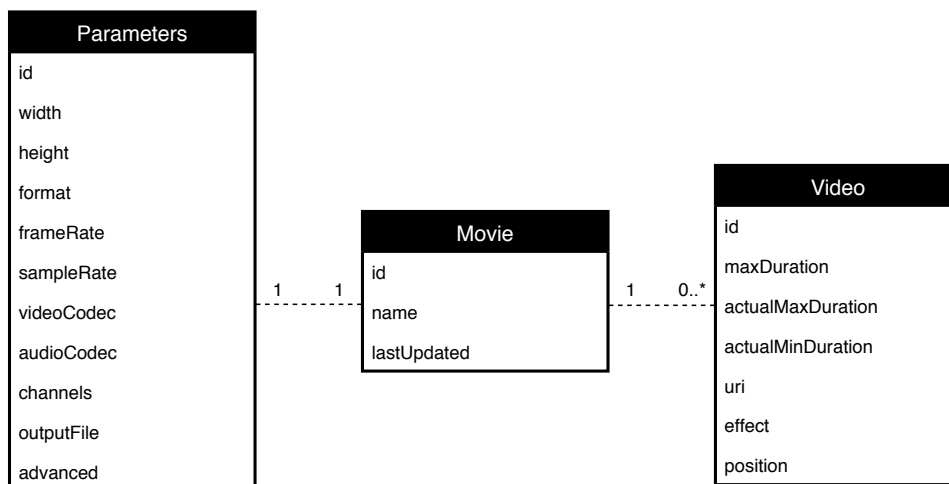 Parameters
id
width
height
format
frameRate
sampleRate
videoCodec
audioCodec
channels
outputFile
advanced
1 1
Movie
id
name
lastUpdated
1 0..*
Video
id
maxDuration
actualMaxDuration
actualMinDuration
uri
effect
position